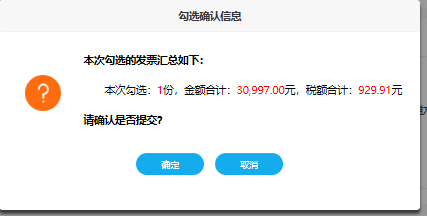 勾选确认信息
本次勾选的发票汇总如下：
本次勾选：1份，金额合计：30,997.00元，税额合计：929.91元
请确认是否提交？
确定 取消